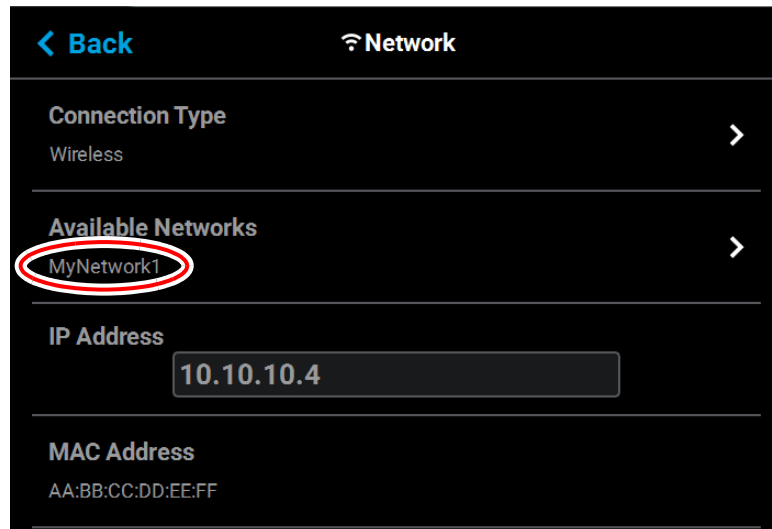 Back
Network
Connection Type
Wireless
Available Networks
MyNetwork1
IP Address
10.10.10.4
MAC Address
AA:BB:CC:DD:EE:FF